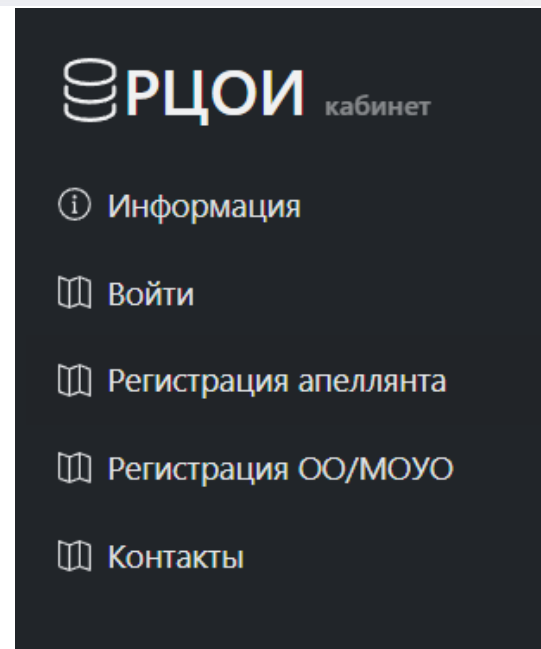 РЦОИ кабинет
Информация
Войти
Регистрация апеллянта
Регистрация ОО/МОУО
Контакты